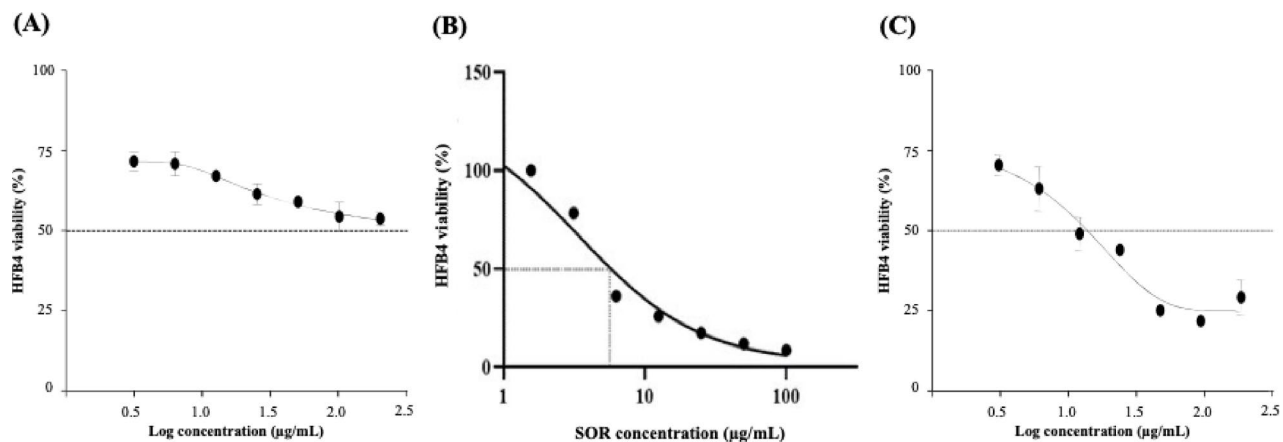 (A)
HFB4 viability (%)
100
75
50
25
0
0.5 1.0 1.5 2.0 2.5
Log concentration (µg/mL)
(B)
HFB4 viability (%)
150
100
50
0
1 10 100
SOR concentration (µg/mL)
(C)
HFB4 viability (%)
100
75
50
25
0
0.5 1.0 1.5 2.0 2.5
Log concentration (µg/mL)